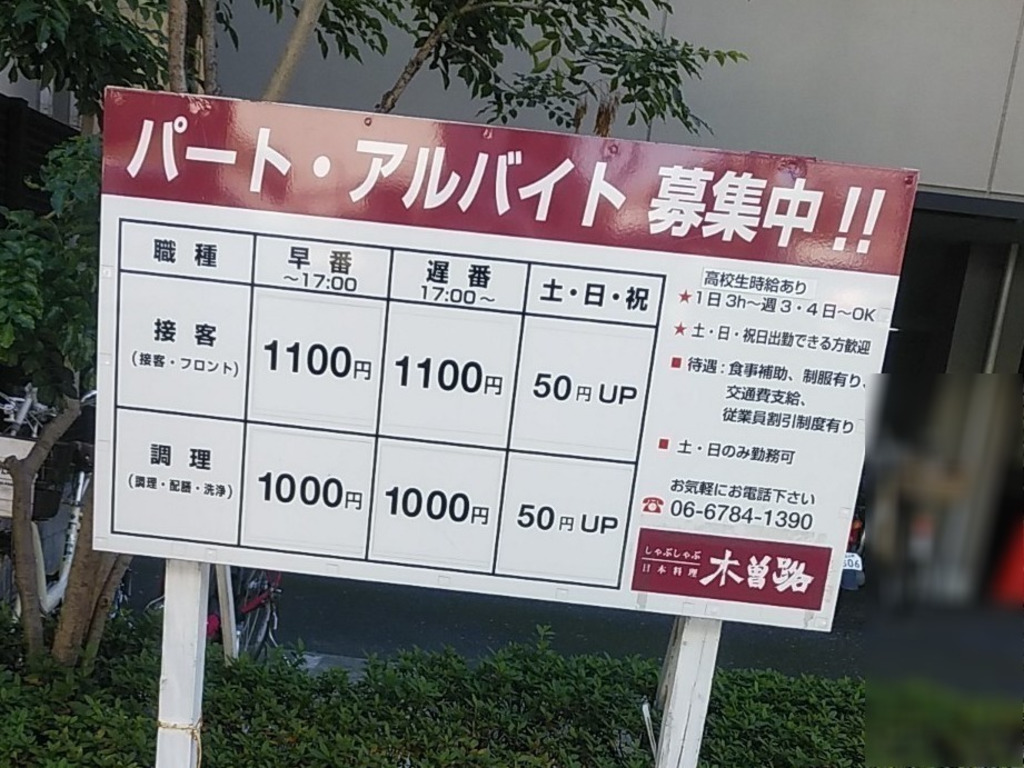 パート・アルバイト 募集中!!
職種 早番 ～17:00 遅番 17:00～ 土・日・祝
接客 (接客・フロント) 1100円 1100円 50円 UP
調理 (調理・配膳・洗浄) 1000円 1000円 50円 UP
高校生時給あり
★1日3h～週3・4日～OK
★土・日・祝日出勤できる方歓迎
■ 待遇：食事補助、制服有り、
交通費支給、
従業員割引制度有り
■ 土・日のみ勤務可
お気軽にお電話下さい
☎ 06-6784-1390
しゃぶしゃぶ
日本料理
木曽路